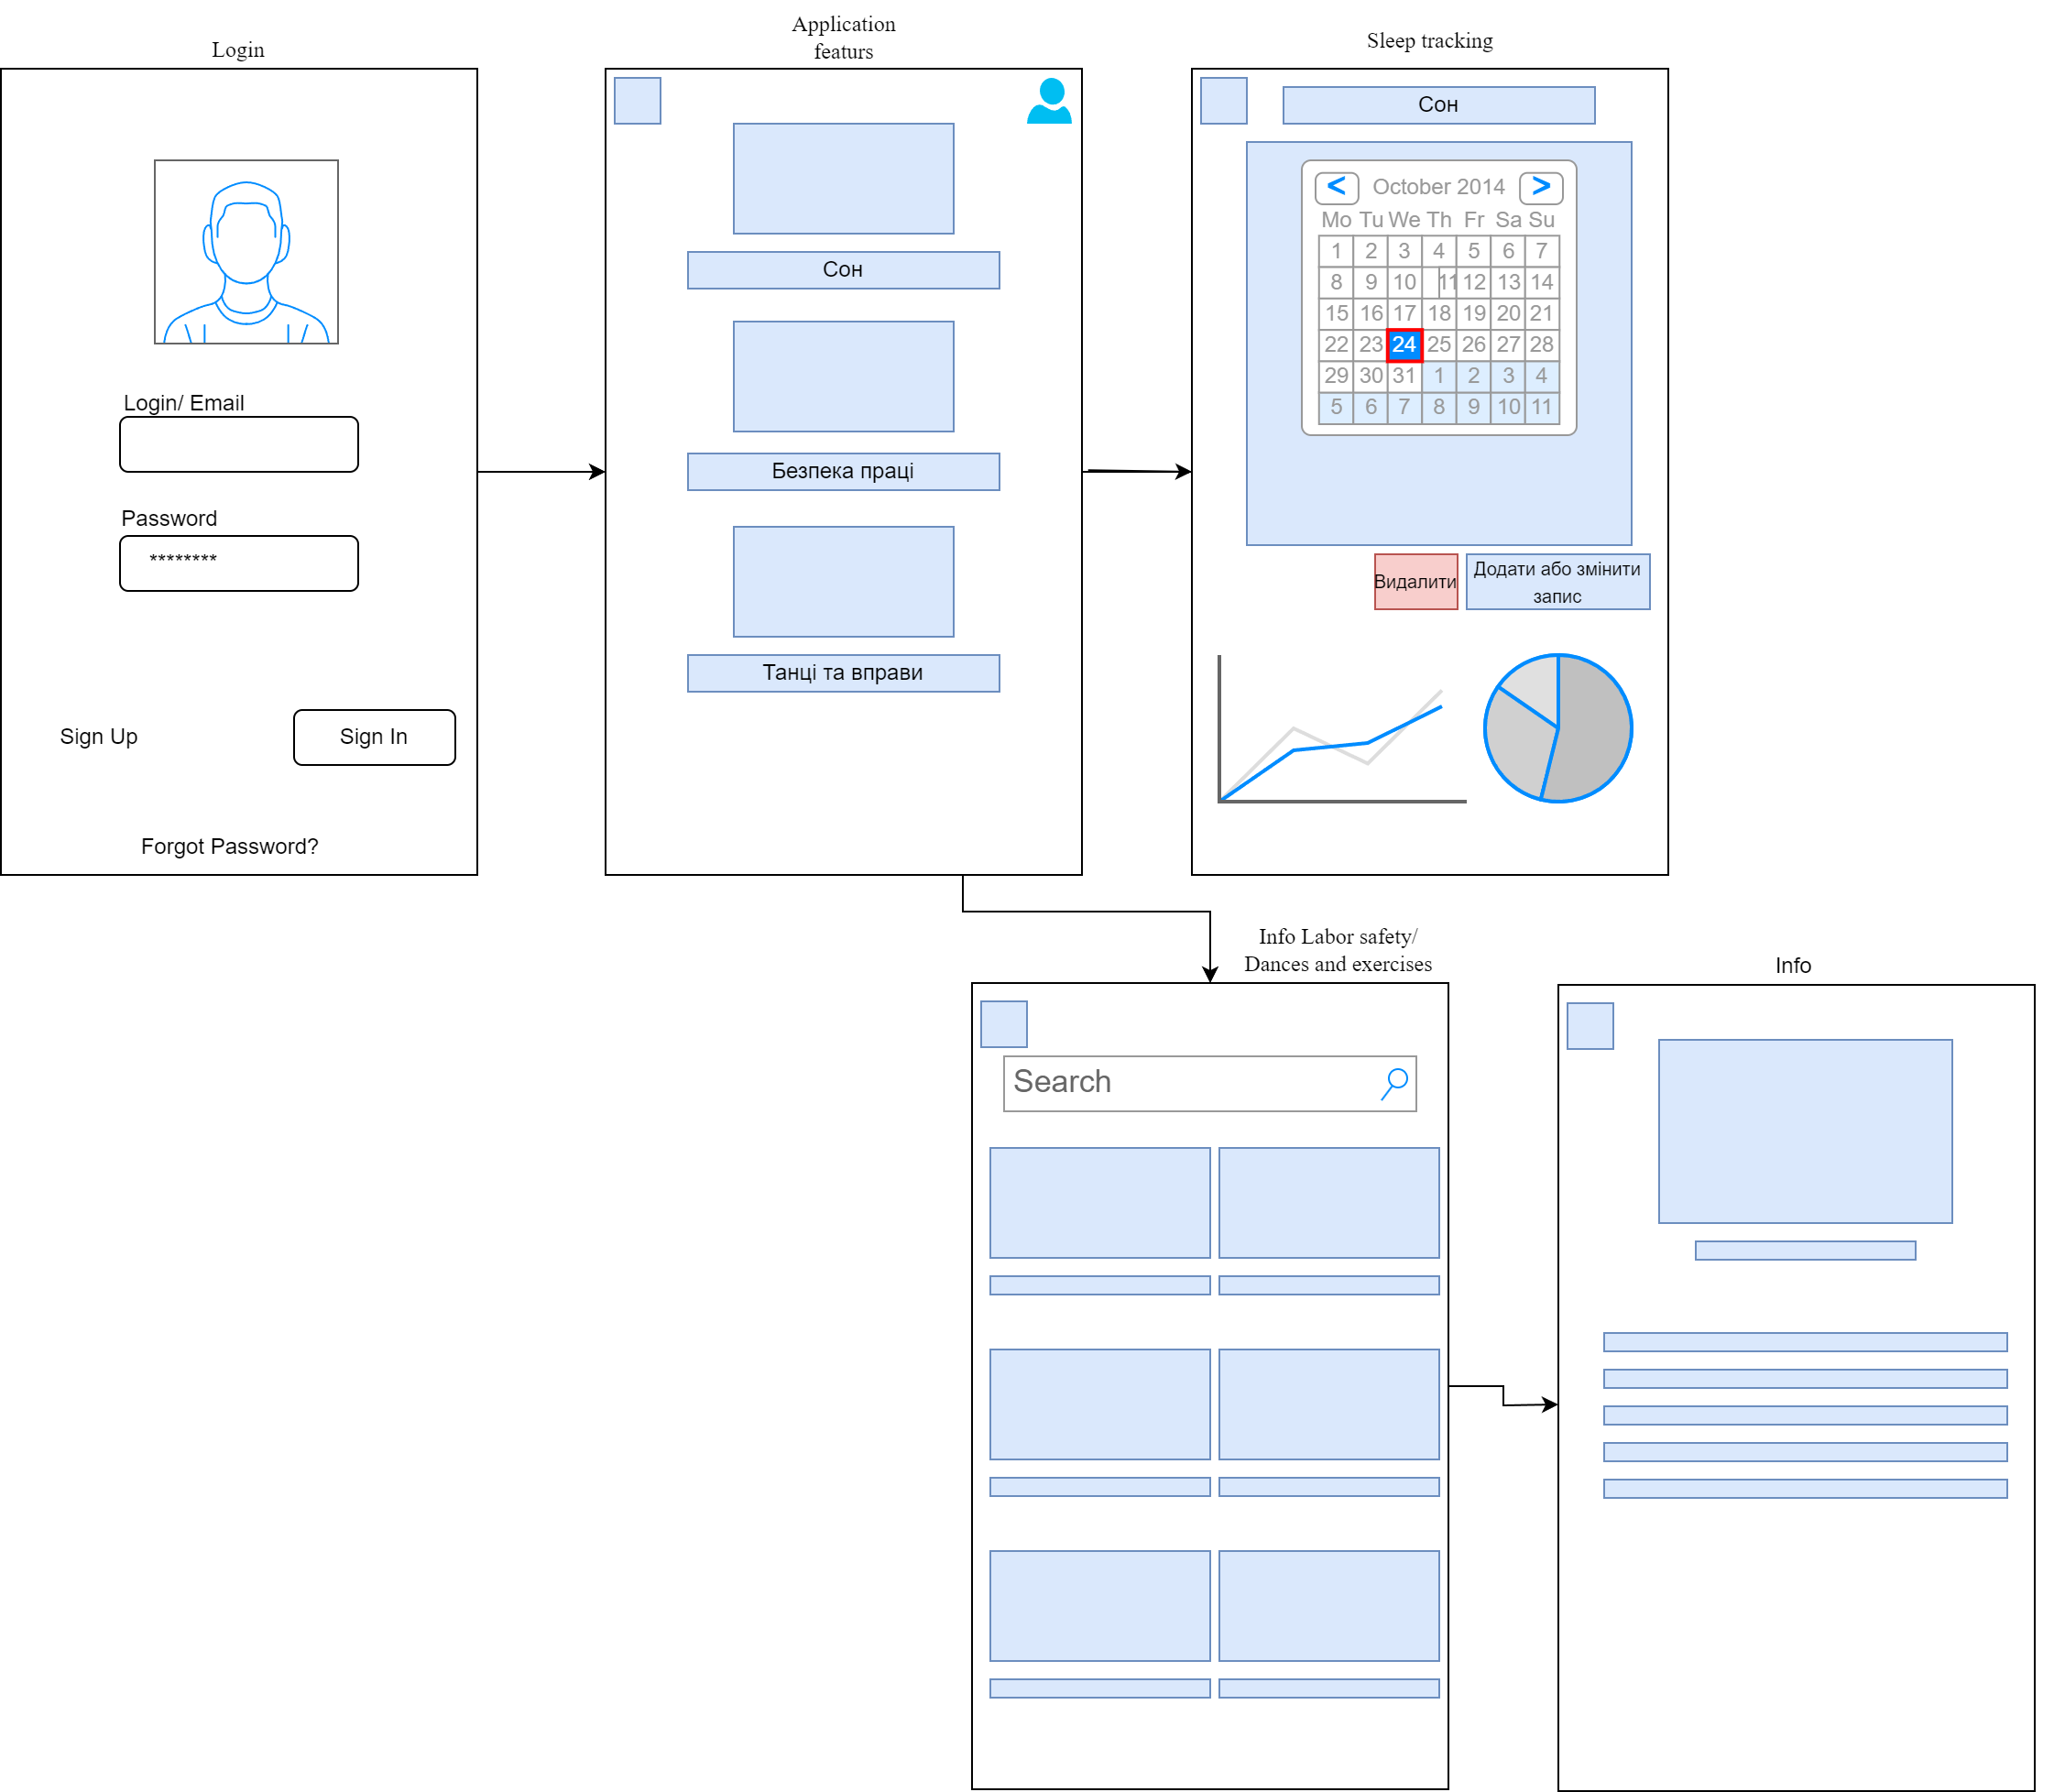 Login
Login/ Email
Password
********
Sign Up
Sign In
Forgot Password?
Application
featurs
Сон
Безпека праці
Танці та вправи
Sleep tracking
Сон
< October 2014 >
Mo Tu We Th Fr Sa Su
1 2 3 4 5 6 7
8 9 10 11 12 13 14
15 16 17 18 19 20 21
22 23 24 25 26 27 28
29 30 31 1 2 3 4
5 6 7 8 9 10 11
Видалити
Додати або змінити
запис
Info Labor safety/
Dances and exercises
Search
Info